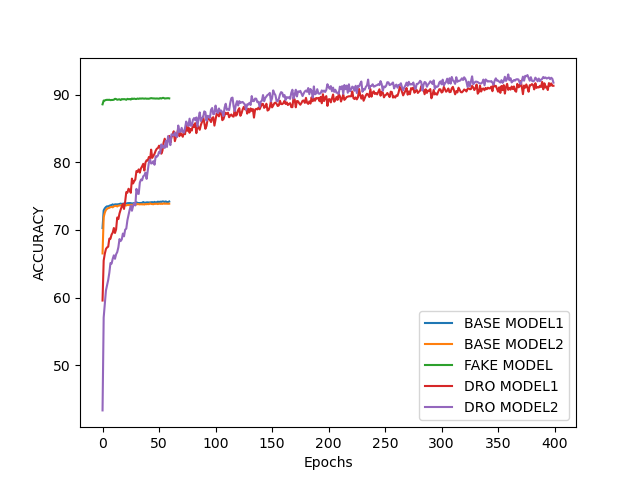 ACCURACY
90
80
70
60
50
0 50 100 150 200 250 300 350 400
Epochs
BASE MODEL1
BASE MODEL2
FAKE MODEL
DRO MODEL1
DRO MODEL2